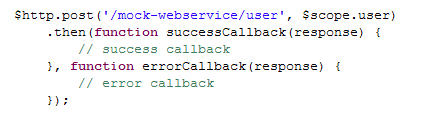 $http.post('/mock-webservice/user', $scope.user)
    .then(function successCallback(response) {
        // success callback
    }, function errorCallback(response) {
        // error callback
    });